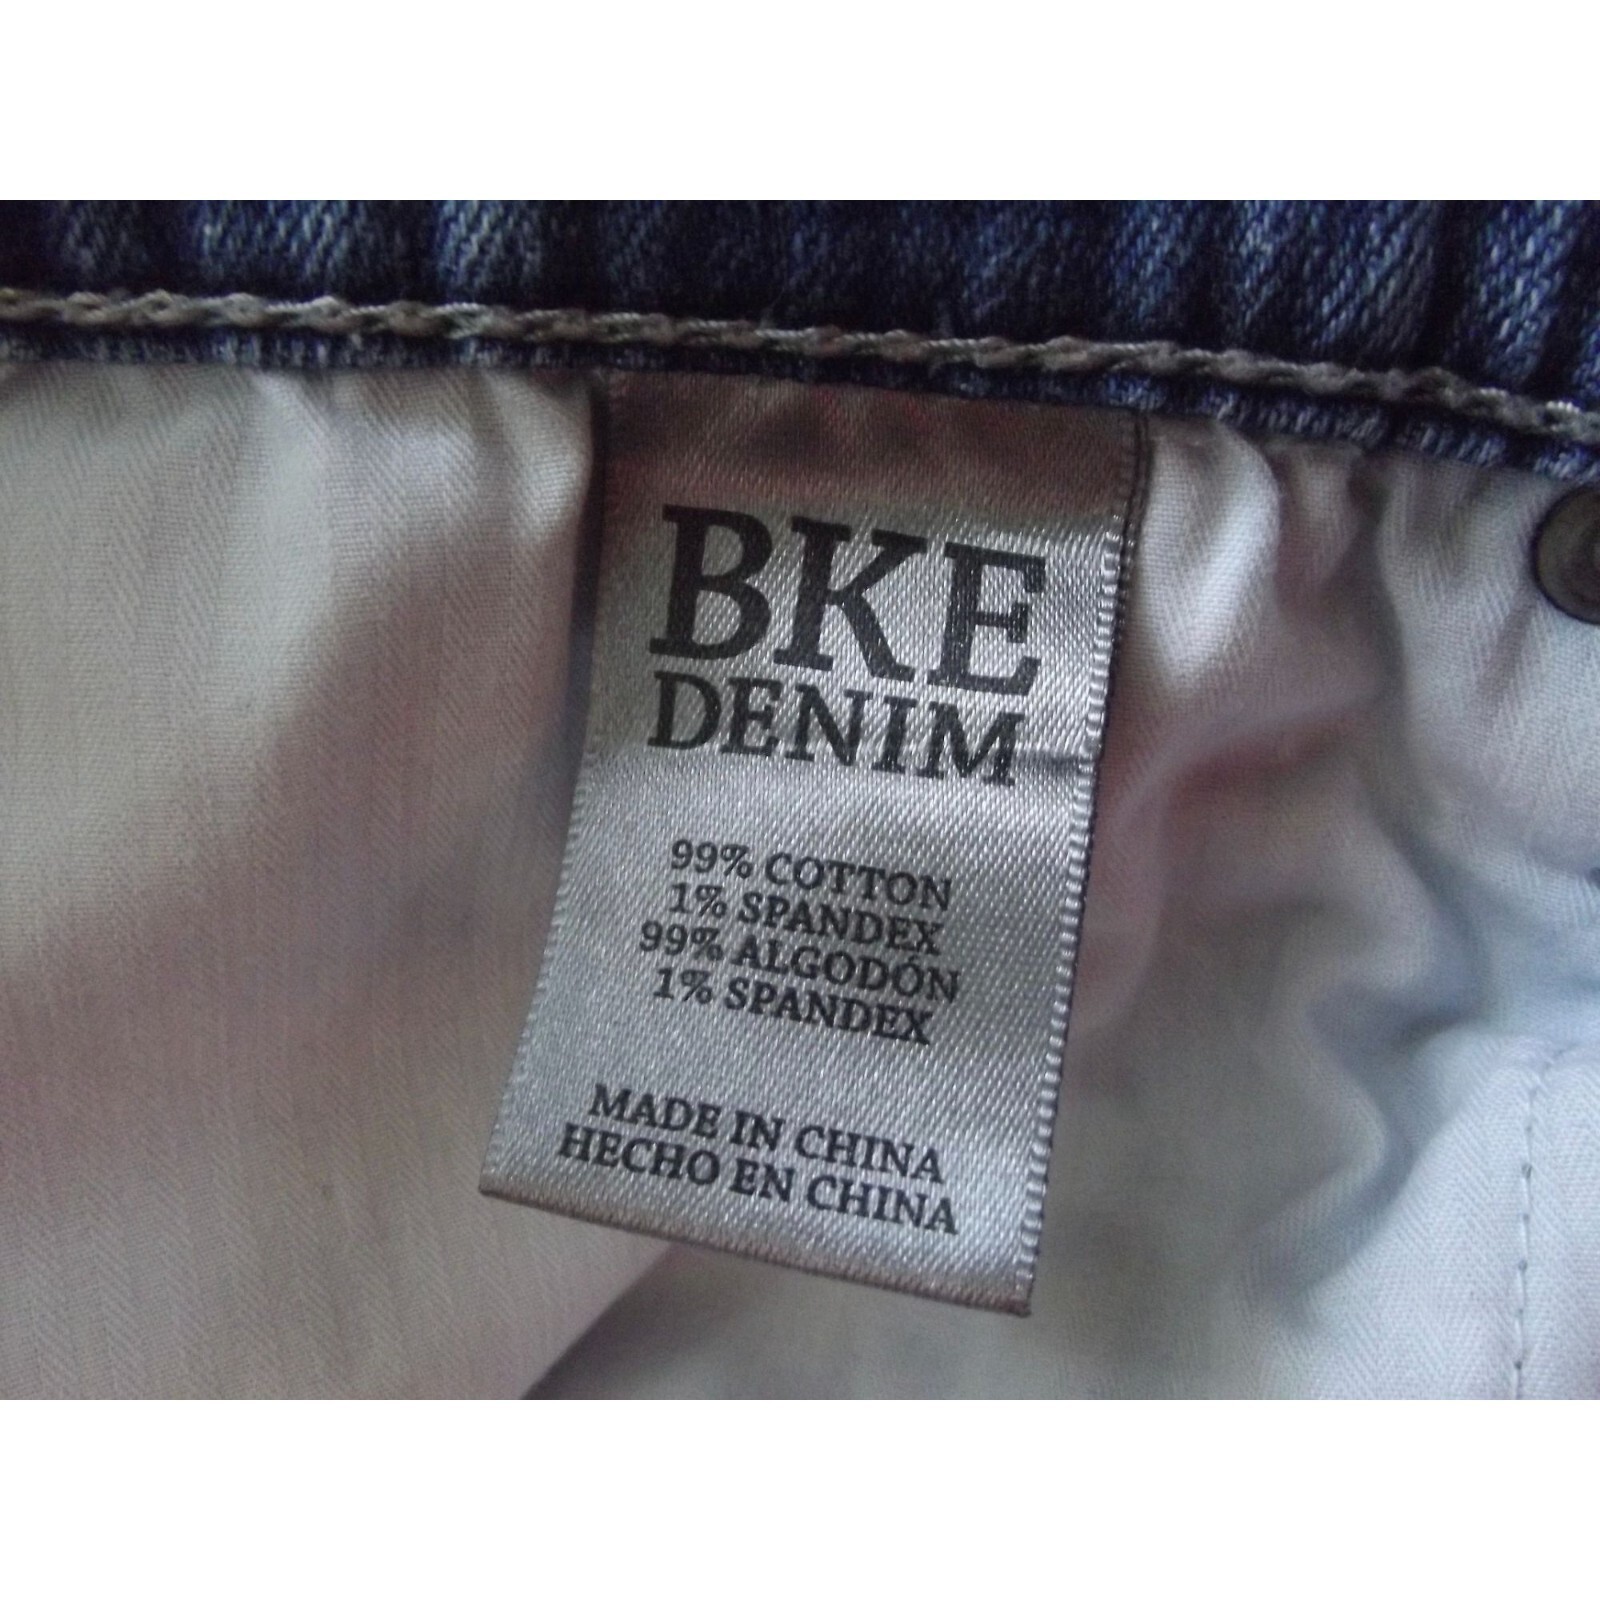 BKE
DENIM
99% COTTON
1% SPANDEX
99% ALGODÓN
1% SPANDEX
MADE IN CHINA
HECHO EN CHINA